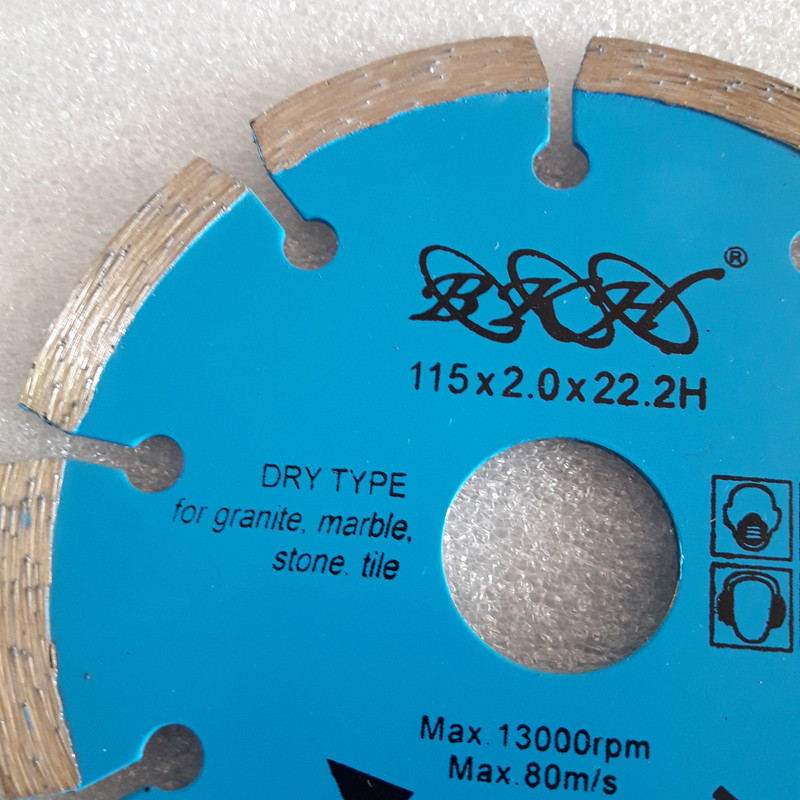 ®
115x2.0x22.2H
DRY TYPE
for granite, marble,
stone. tile
Max.13000rpm
Max.80m/s